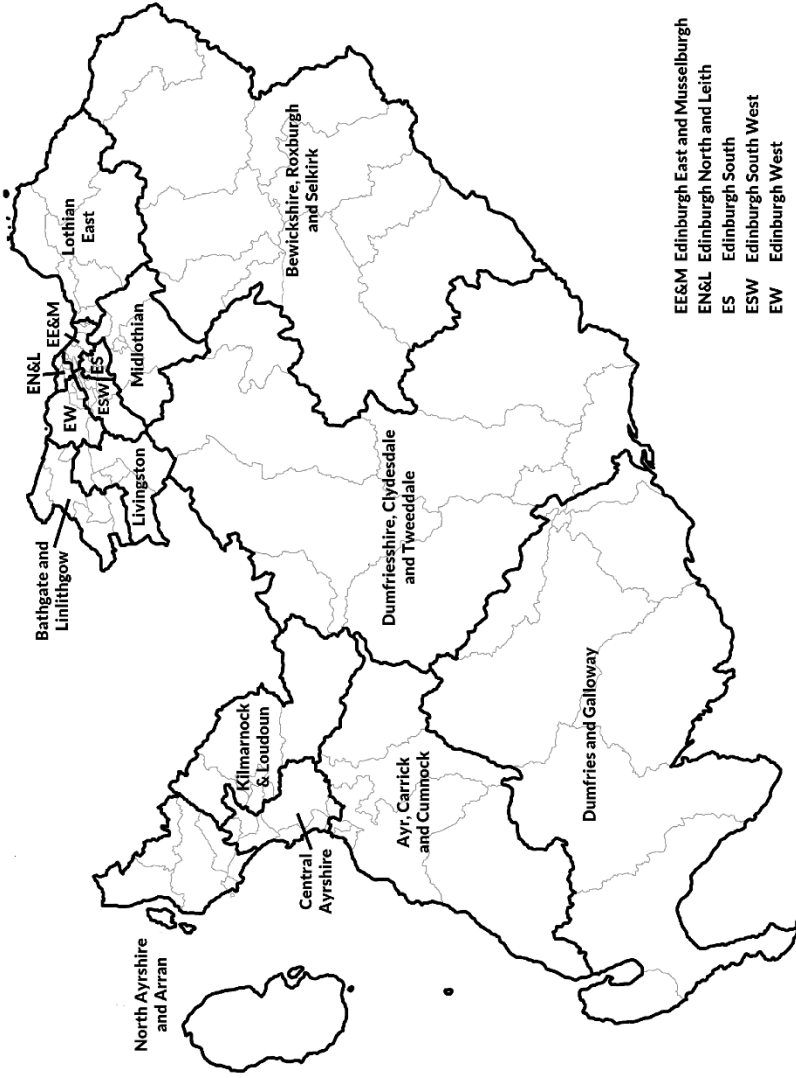 North Ayrshire
and Arran
Central
Ayrshire
Kilmarnock
& Loudoun
Ayr, Carrick
and Cumnock
Dumfries and Galloway
Dumfriesshire, Clydesdale
and Tweeddale
Bathgate and
Linlithgow
Livingston
EW
EN&L
ESW
ES
EE&M
Midlothian
Lothian
East
Bewickshire, Roxburgh
and Selkirk
EE&M Edinburgh East and Musselburgh
EN&L Edinburgh North and Leith
ES Edinburgh South
ESW Edinburgh South West
EW Edinburgh West